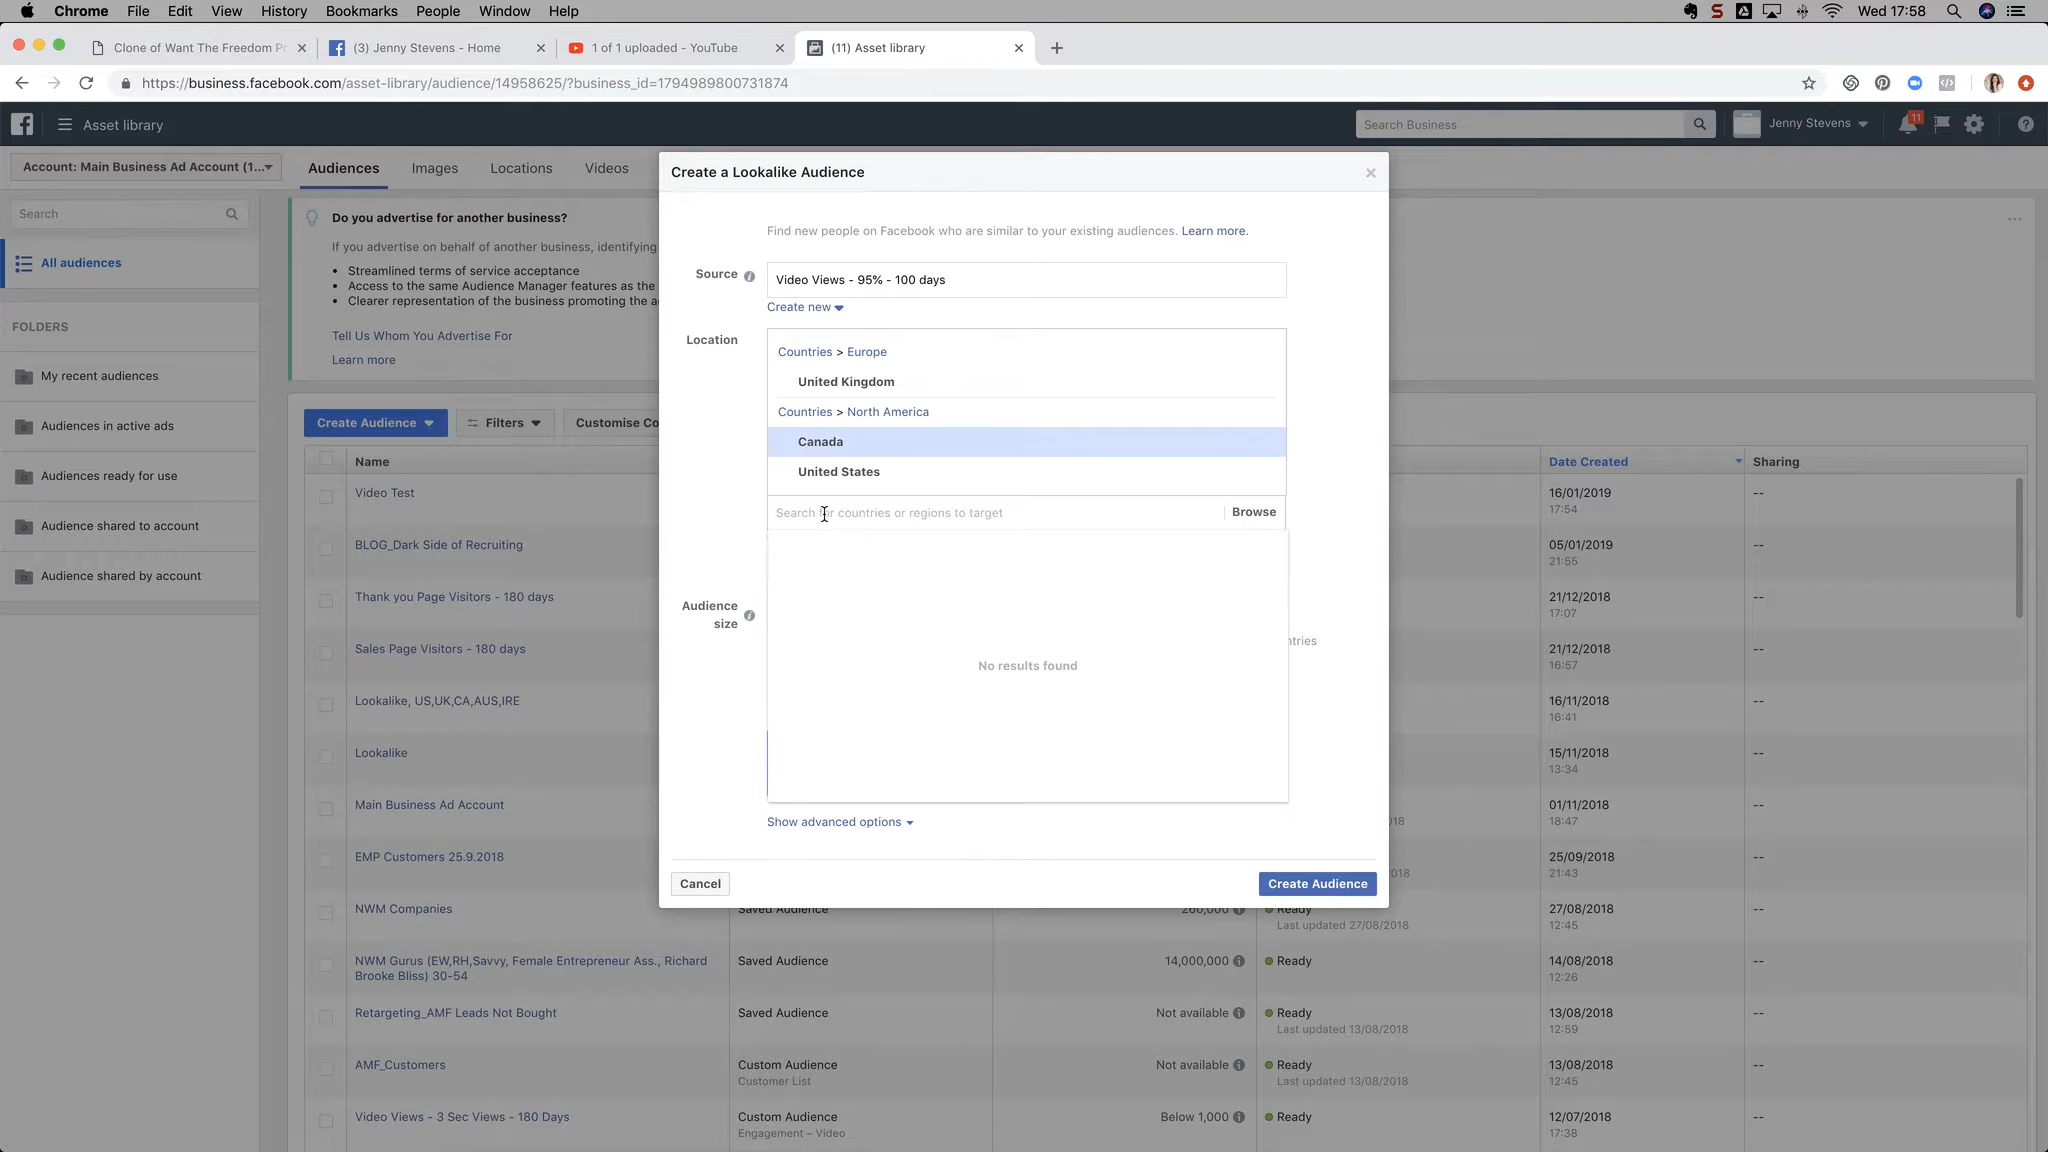 Chrome File Edit View History Bookmarks People Window Help
Wed 17:58
Clone of Want The Freedom Pr
(3) Jenny Stevens - Home
1 of 1 uploaded - YouTube
(11) Asset library
https://business.facebook.com/asset-library/audience/14958625/?business_id=1794989800731874
Asset library
Search Business
Jenny Stevens
11
Account: Main Business Ad Account (1...
Audiences Images Locations Videos
Search
All audiences
FOLDERS
My recent audiences
Audiences in active ads
Audiences ready for use
Audience shared to account
Audience shared by account
Do you advertise for another business?
If you advertise on behalf of another business, identifying
• Streamlined terms of service acceptance
• Access to the same Audience Manager features as the
• Clearer representation of the business promoting the a
Tell Us Whom You Advertise For
Learn more
Create Audience Filters Customise Co
Name Date Created Sharing
Video Test 16/01/2019 --
17:54
BLOG_Dark Side of Recruiting 05/01/2019 --
21:55
Thank you Page Visitors - 180 days 21/12/2018 --
17:07
Sales Page Visitors - 180 days 21/12/2018 --
16:57
Lookalike, US,UK,CA,AUS,IRE 16/11/2018 --
16:41
Lookalike 15/11/2018 --
13:34
Main Business Ad Account 01/11/2018 --
18 18:47
EMP Customers 25.9.2018 25/09/2018 --
018 21:43
NWM Companies Saved Audience 260,000 Ready 27/08/2018 --
Last updated 27/08/2018 12:45
NWM Gurus (EW,RH,Savvy, Female Entrepreneur Ass., Richard Saved Audience 14,000,000 Ready 14/08/2018 --
Brooke Bliss) 30-54 12:26
Retargeting_AMF Leads Not Bought Saved Audience Not available Ready 13/08/2018 --
Last updated 13/08/2018 12:59
AMF_Customers Custom Audience Not available Ready 13/08/2018 --
Customer List Last updated 13/08/2018 12:45
Video Views - 3 Sec Views - 180 Days Custom Audience Below 1,000 Ready 12/07/2018 --
Engagement – Video 17:38
Create a Lookalike Audience
Find new people on Facebook who are similar to your existing audiences. Learn more.
Source Video Views - 95% - 100 days
Create new
Location
Countries > Europe
United Kingdom
Countries > North America
Canada
United States
Search for countries or regions to target Browse
Audience
size
ntries
No results found
Show advanced options
Cancel Create Audience